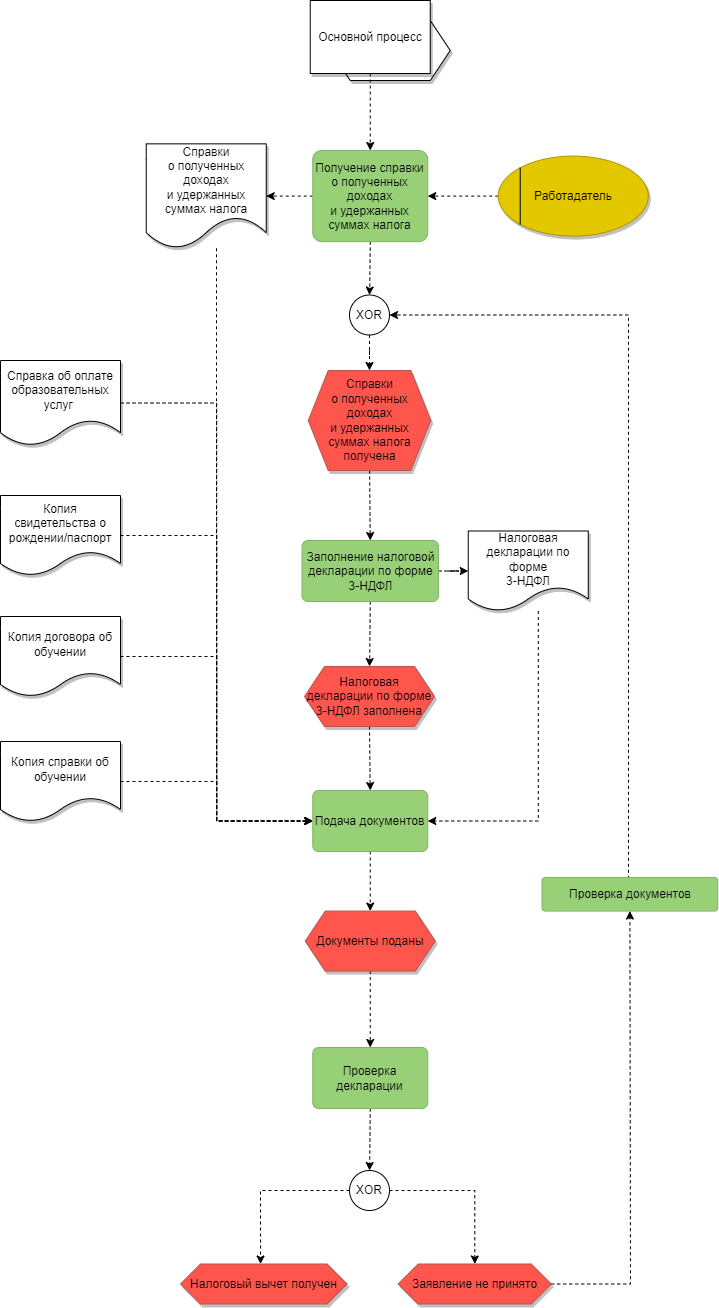 Основной процесс
Справки
о полученных
доходах
и удержанных
суммах налога
Получение справки
о полученных
доходах
и удержанных
суммах налога
Работадатель
XOR
Справка об оплате
образовательных
услуг
Справки
о полученных
доходах
и удержанных
суммах налога
получена
Копия
свидетельства о
рождении/паспорт
Заполнение налоговой
декларации по форме
3-НДФЛ
Налоговая
декларации по
форме
3-НДФЛ
Копия договора об
обучении
Налоговая
декларации по форме
3-НДФЛ заполнена
Копия справки об
обучении
Подача документов
Проверка документов
Документы поданы
Проверка
декларации
XOR
Налоговый вычет получен
Заявление не принято